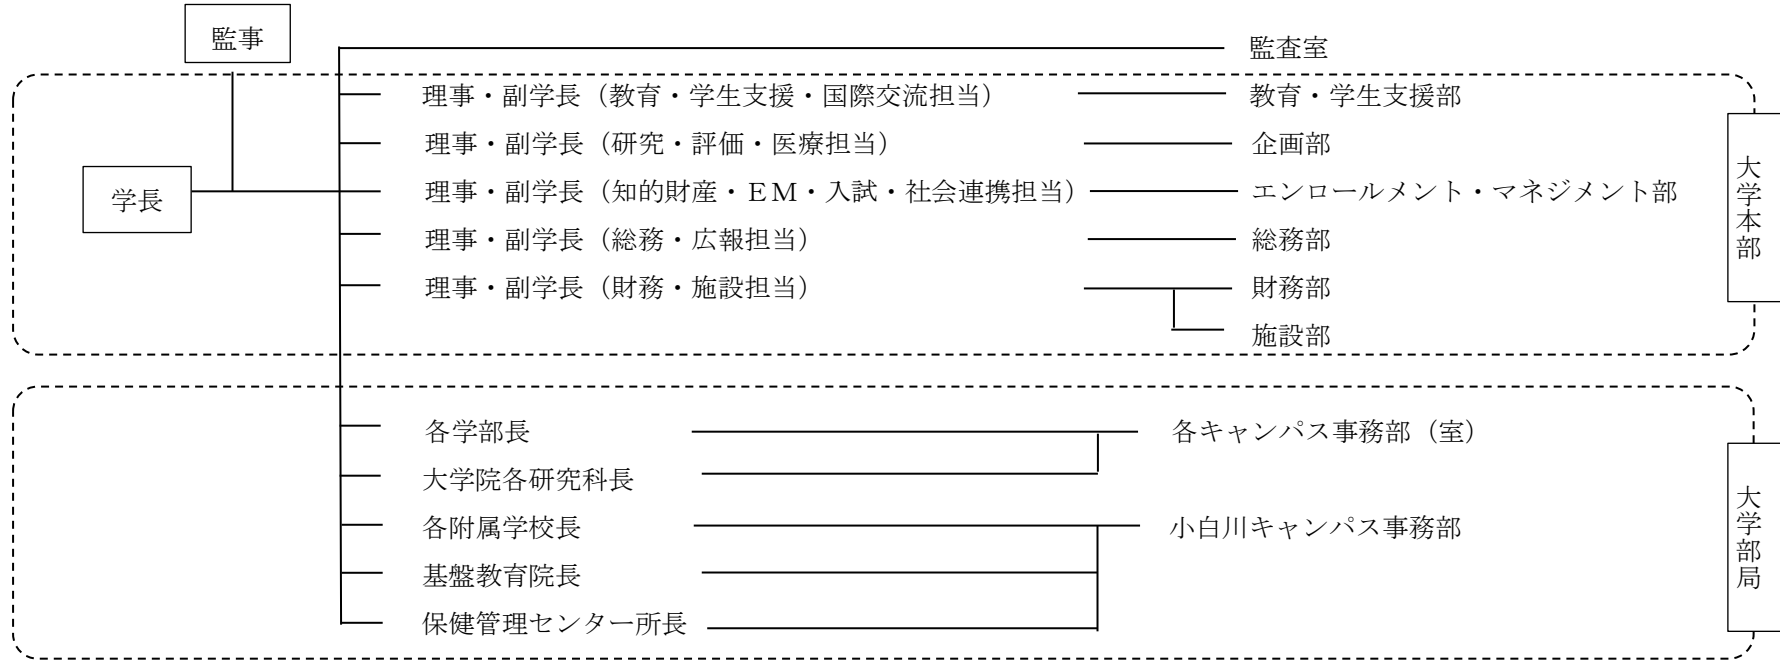 監事
監査室
理事・副学長（教育・学生支援・国際交流担当） 教育・学生支援部
理事・副学長（研究・評価・医療担当） 企画部
学長
理事・副学長（知的財産・ＥＭ・入試・社会連携担当） エンロールメント・マネジメント部
理事・副学長（総務・広報担当） 総務部
理事・副学長（財務・施設担当） 財務部
施設部
大学本部
各学部長 各キャンパス事務部（室）
大学院各研究科長
各附属学校長 小白川キャンパス事務部
基盤教育院長
保健管理センター所長
大学部局